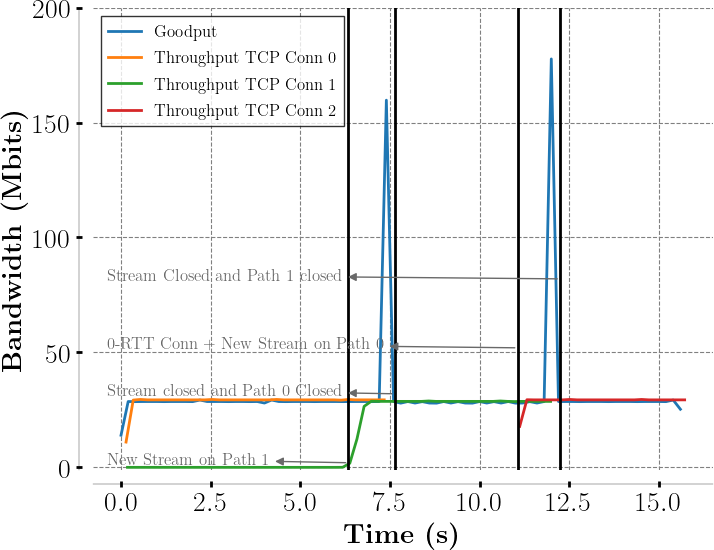 Goodput
Throughput TCP Conn 0
Throughput TCP Conn 1
Throughput TCP Conn 2
200
150
100
50
0
Bandwidth (Mbits)
Stream Closed and Path 1 closed
0-RTT Conn + New Stream on Path 0
Stream closed and Path 0 Closed
New Stream on Path 1
0.0 2.5 5.0 7.5 10.0 12.5 15.0
Time (s)